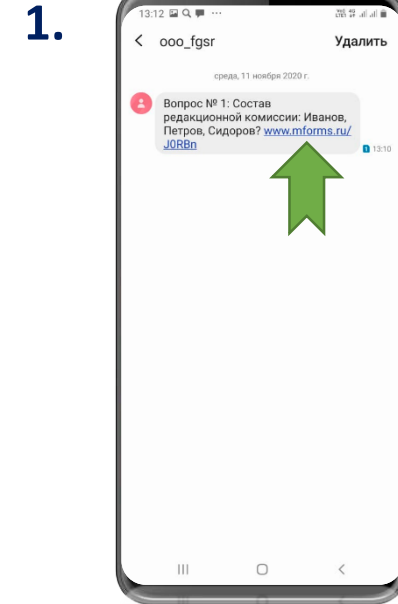 1.
13:12
ooo_fgsr
Удалить
среда, 11 ноября 2020 г.
Вопрос № 1: Состав
редакционной комиссии: Иванов,
Петров, Сидоров? www.mforms.ru/
J0RBn
1 13:10